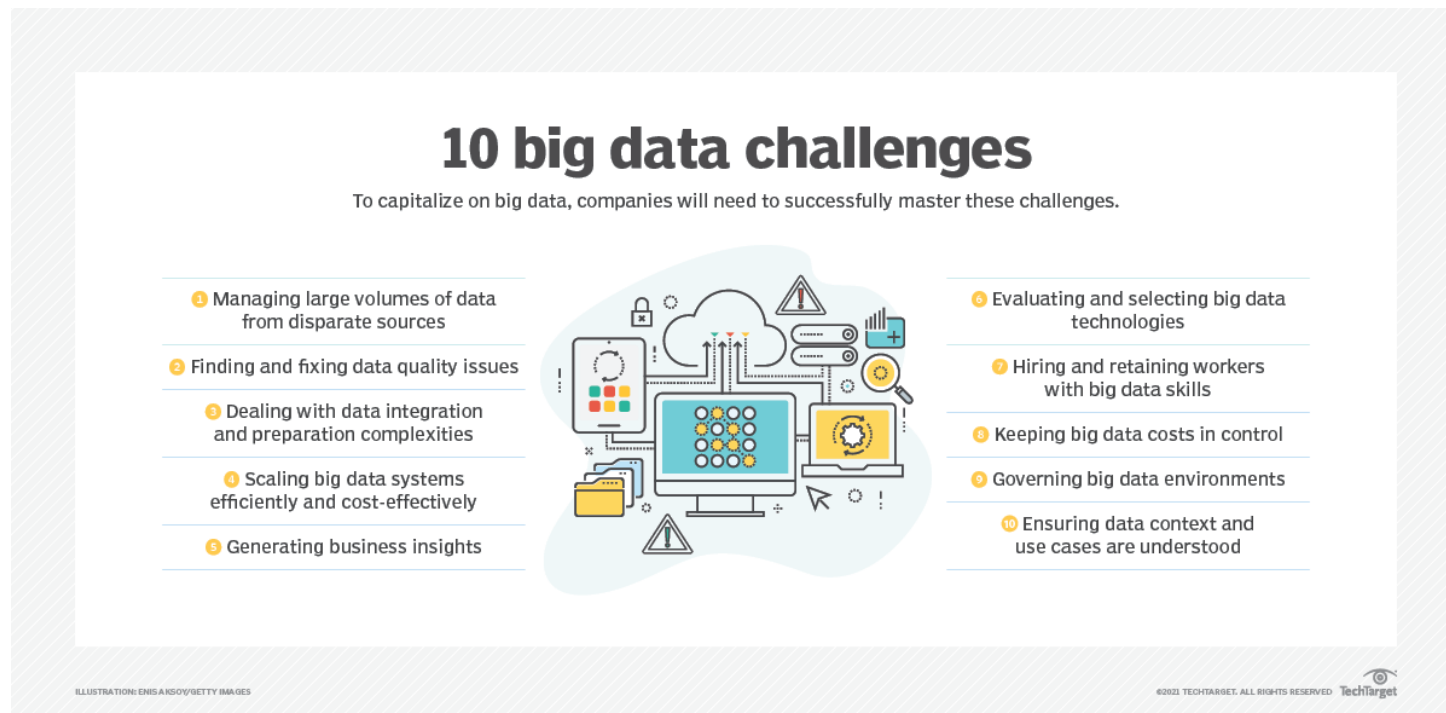 10 big data challenges
To capitalize on big data, companies will need to successfully master these challenges.
1 Managing large volumes of data
from disparate sources
2 Finding and fixing data quality issues
3 Dealing with data integration
and preparation complexities
4 Scaling big data systems
efficiently and cost-effectively
5 Generating business insights
6 Evaluating and selecting big data
technologies
7 Hiring and retaining workers
with big data skills
8 Keeping big data costs in control
9 Governing big data environments
10 Ensuring data context and
use cases are understood
ILLUSTRATION: ENIS AKSOY/GETTY IMAGES
©2021 TECHTARGET. ALL RIGHTS RESERVED TechTarget